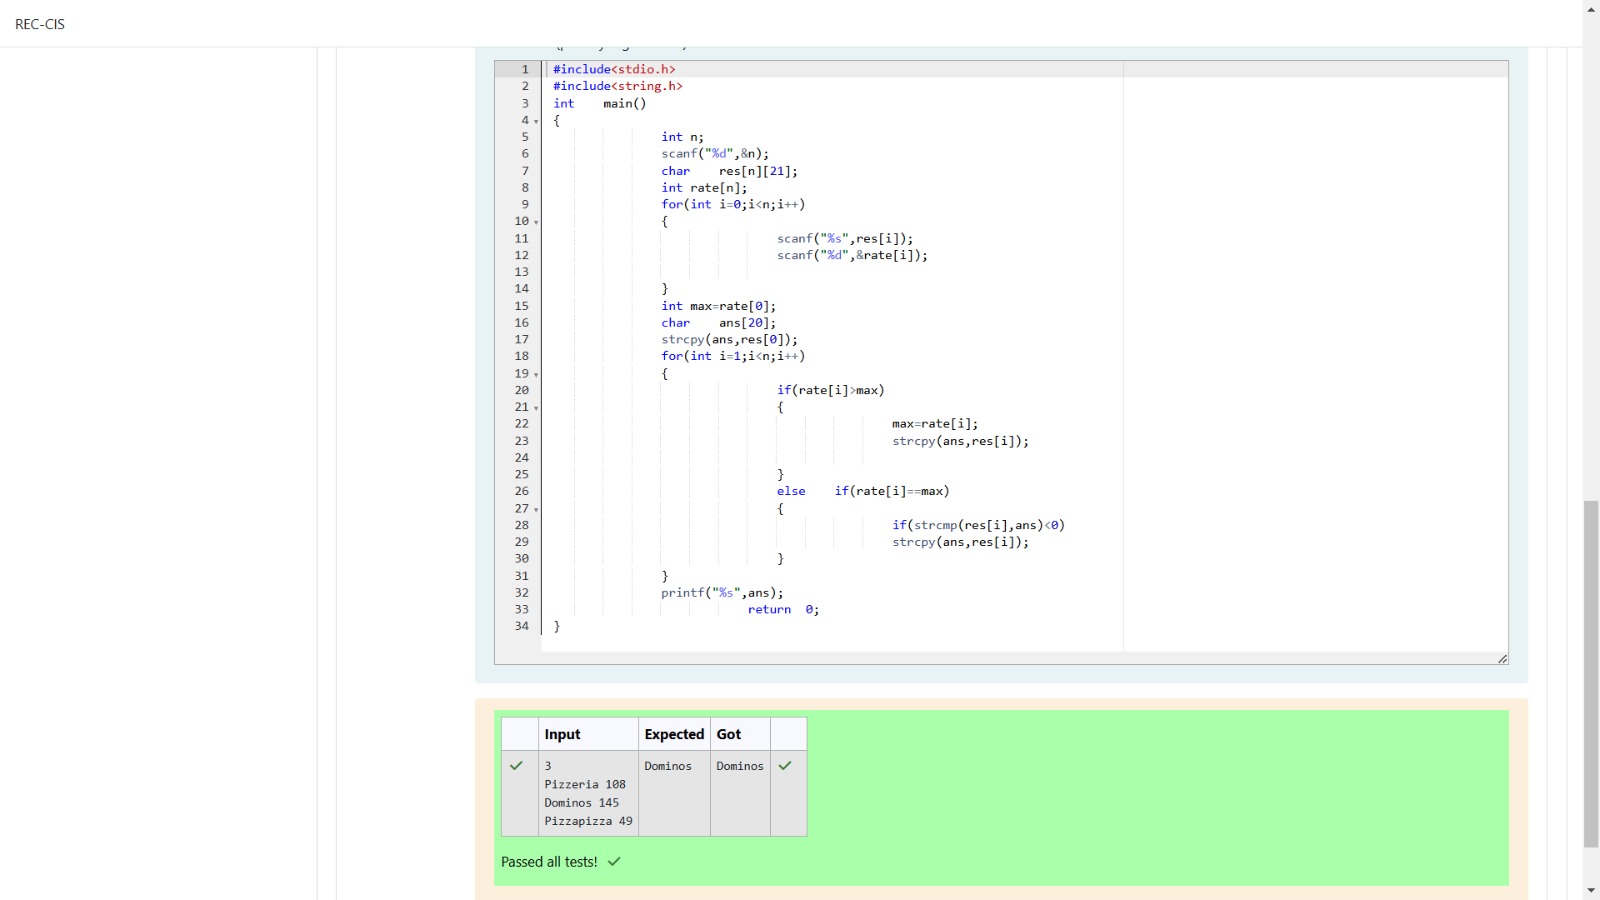 REC-CIS
1 #include<stdio.h>
2 #include<string.h>
3 int    main()
4 {
5 int n;
6 scanf("%d",&n);
7 char    res[n][21];
8 int rate[n];
9 for(int i=0;i<n;i++)
10 {
11 scanf("%s",res[i]);
12 scanf("%d",&rate[i]);
13
14 }
15 int max=rate[0];
16 char    ans[20];
17 strcpy(ans,res[0]);
18 for(int i=1;i<n;i++)
19 {
20 if(rate[i]>max)
21 {
22 max=rate[i];
23 strcpy(ans,res[i]);
24
25 }
26 else    if(rate[i]==max)
27 {
28 if(strcmp(res[i],ans)<0)
29 strcpy(ans,res[i]);
30 }
31 }
32 printf("%s",ans);
33 return  0;
34 }
Input Expected Got
3 Dominos Dominos
Pizzeria 108
Dominos 145
Pizzapizza 49
Passed all tests!